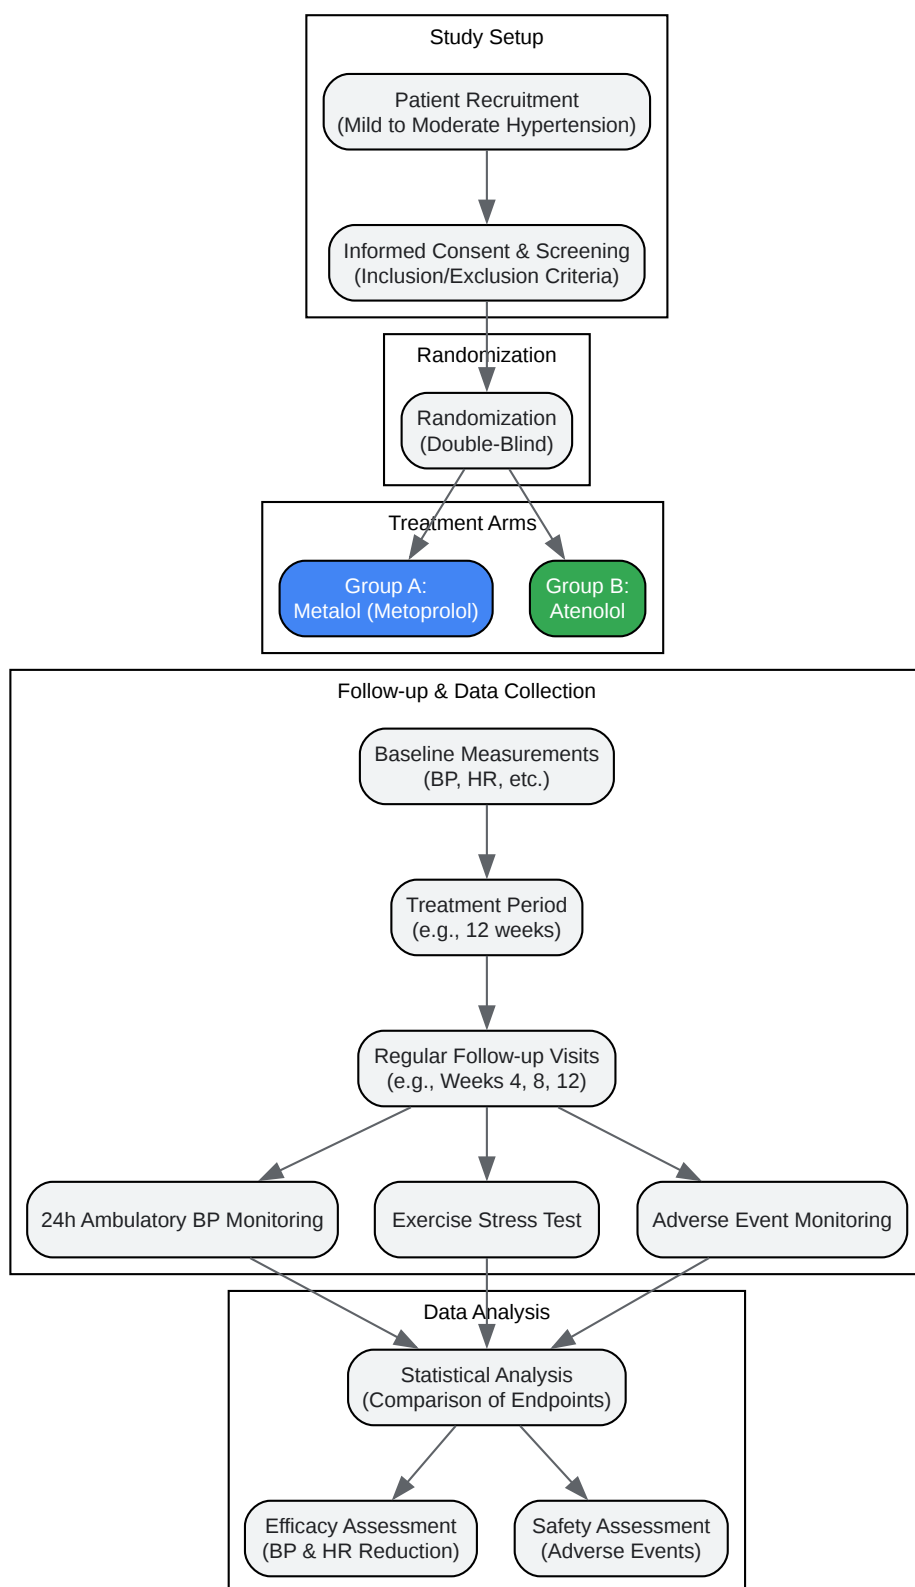 Study Setup
Patient Recruitment
(Mild to Moderate Hypertension)
Informed Consent & Screening
(Inclusion/Exclusion Criteria)
Randomization
Randomization
(Double-Blind)
Treatment Arms
Group A:
Metalol (Metoprolol)
Group B:
Atenolol
Follow-up & Data Collection
Baseline Measurements
(BP, HR, etc.)
Treatment Period
(e.g., 12 weeks)
Regular Follow-up Visits
(e.g., Weeks 4, 8, 12)
24h Ambulatory BP Monitoring
Exercise Stress Test
Adverse Event Monitoring
Data Analysis
Statistical Analysis
(Comparison of Endpoints)
Efficacy Assessment
(BP & HR Reduction)
Safety Assessment
(Adverse Events)